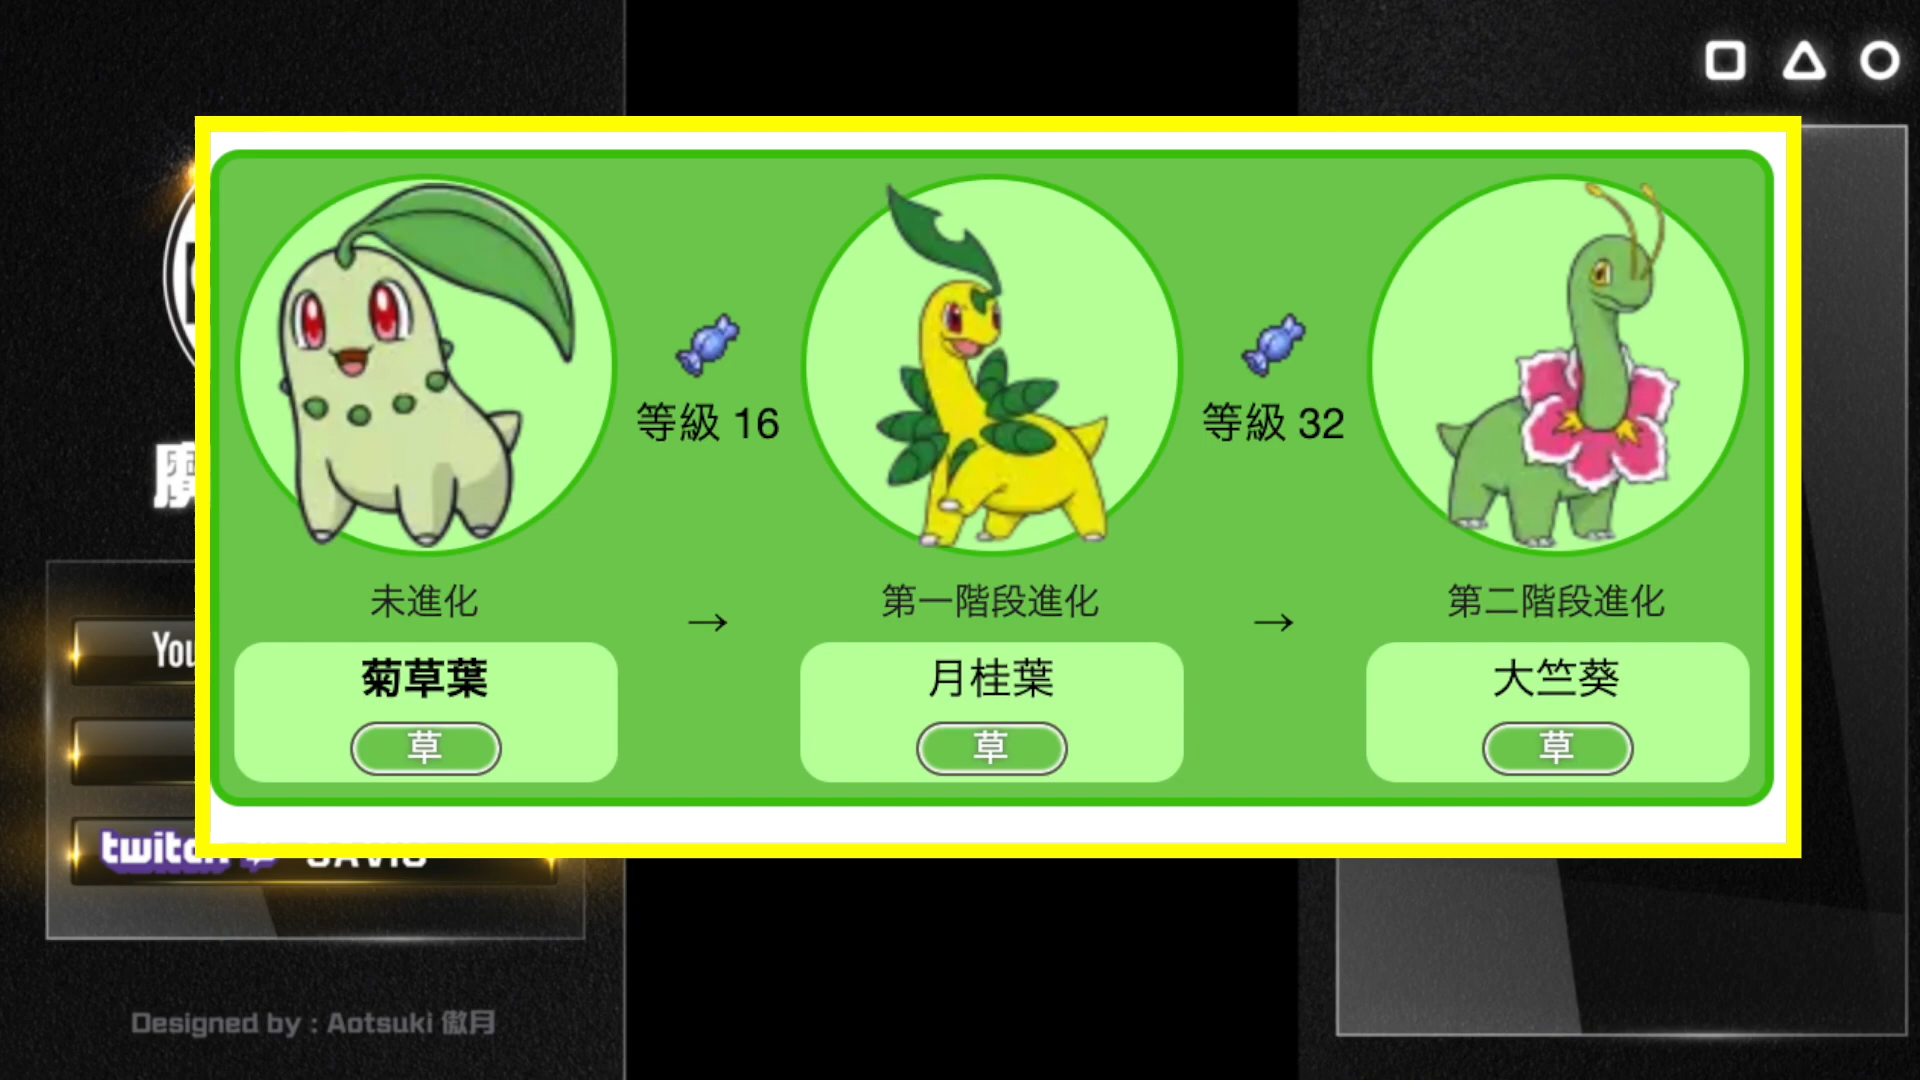 等級 16
等級 32
未進化
→
第一階段進化
→
第二階段進化
菊草葉
月桂葉
大竺葵
草
草
草
You
twitch
Designed by : Aotsuki 傲月